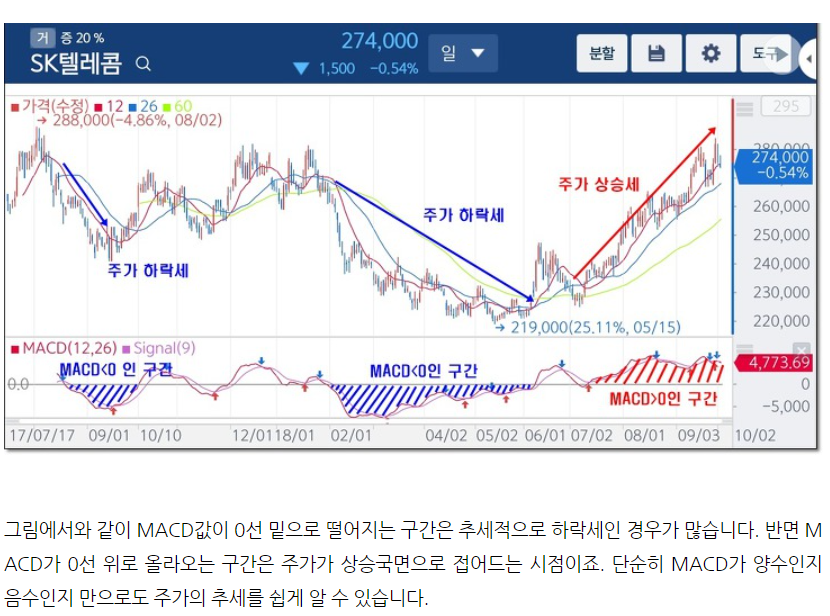 거 증 20 %
SK텔레콤
274,000
▼ 1,500 -0.54%
일 ▼
분할
도구
가격(수정) 12 26 60
288,000(-4.86%, 08/02)
295
280,000
274,000
-0.54%
260,000
250,000
240,000
230,000
220,000
주가 하락세
주가 하락세
주가 상승세
219,000(25.11%, 05/15)
MACD(12,26) Signal(9)
MACD<0 인 구간
MACD<0인 구간
MACD>0인 구간
4,773.69
0.0
0
-5,000
17/07/17 09/01 10/10 12/01 18/01 02/01 04/02 05/02 06/01 07/02 08/01 09/03 10/02
그림에서와 같이 MACD값이 0선 밑으로 떨어지는 구간은 추세적으로 하락세인 경우가 많습니다. 반면 M
ACD가 0선 위로 올라오는 구간은 주가가 상승국면으로 접어드는 시점이죠. 단순히 MACD가 양수인지
음수인지 만으로도 주가의 추세를 쉽게 알 수 있습니다.